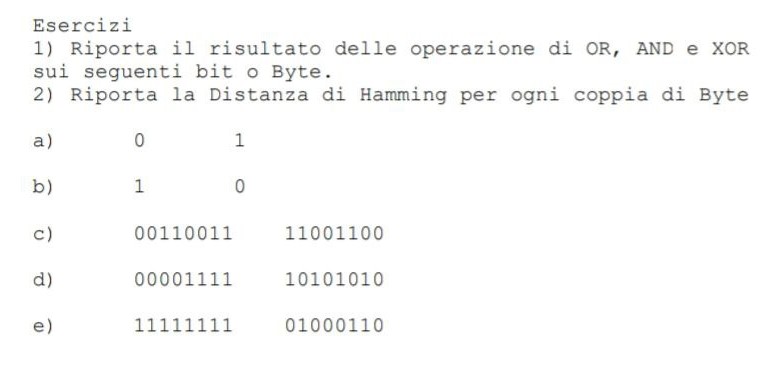 Esercizi
1) Riporta il risultato delle operazione di OR, AND e XOR
sui seguenti bit o Byte.
2) Riporta la Distanza di Hamming per ogni coppia di Byte
a) 0 1
b) 1 0
c) 00110011 11001100
d) 00001111 10101010
e) 11111111 01000110